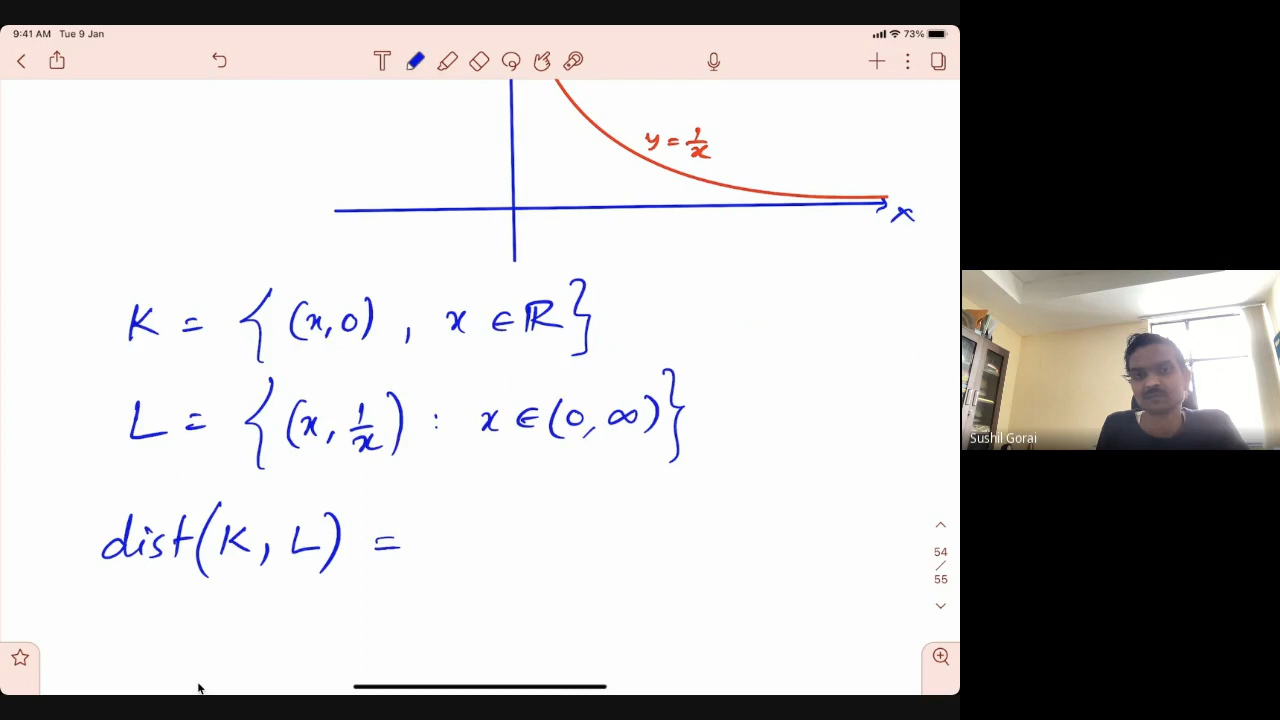 9:41 AM Tue 9 Jan 73%
T
y = 1/x
x
K = { (x,0) , x ∈ ℝ }
L = { (x, 1/x) : x ∈ (0, ∞) }
Sushil Gorai
dist(K, L) =
54
/
55